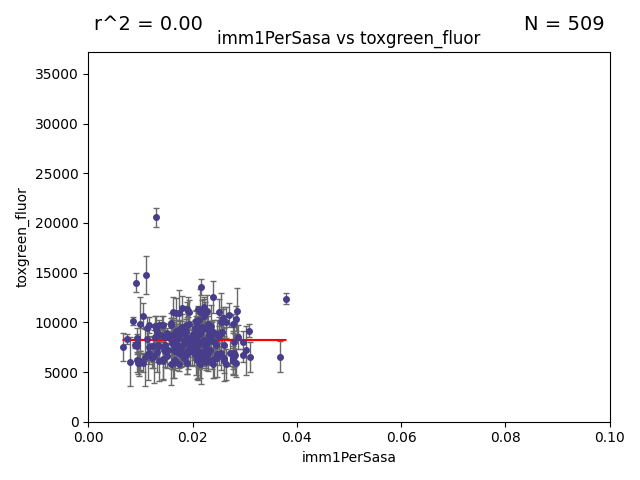 r^2 = 0.00
N = 509
imm1PerSasa vs toxgreen_fluor
35000
30000
25000
20000
15000
10000
5000
0
toxgreen_fluor
0.00 0.02 0.04 0.06 0.08 0.10
imm1PerSasa